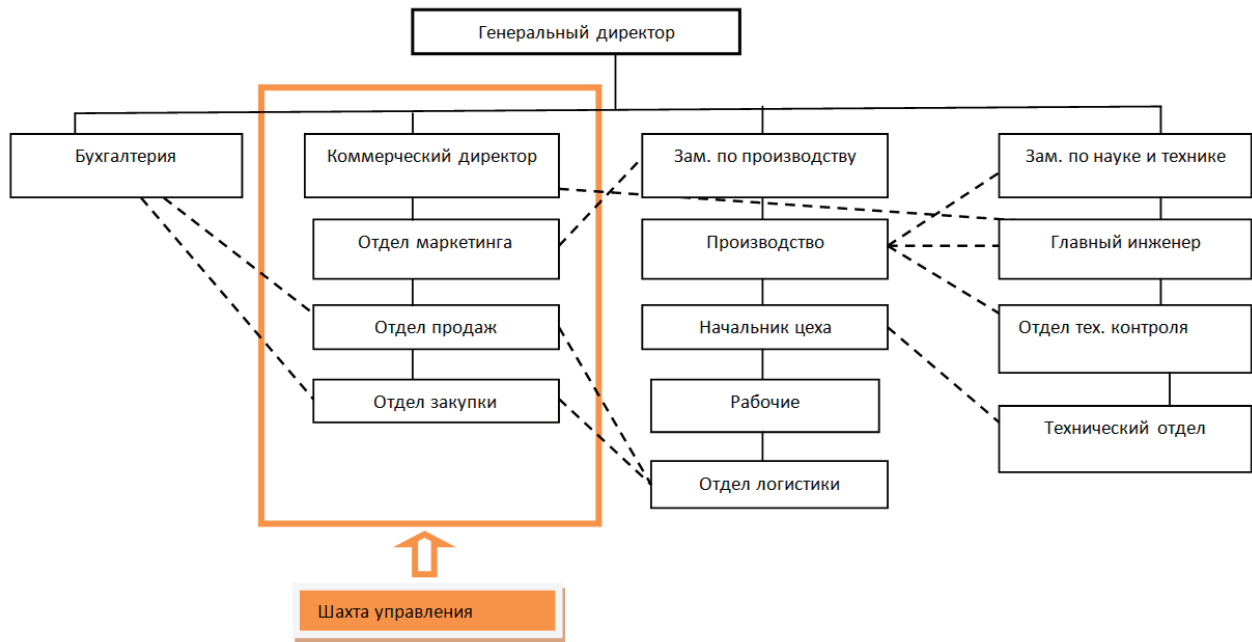 Генеральный директор
Бухгалтерия
Коммерческий директор
Зам. по производству
Зам. по науке и технике
Отдел маркетинга
Производство
Главный инженер
Отдел продаж
Начальник цеха
Отдел тех. контроля
Отдел закупки
Рабочие
Технический отдел
Отдел логистики
Шахта управления